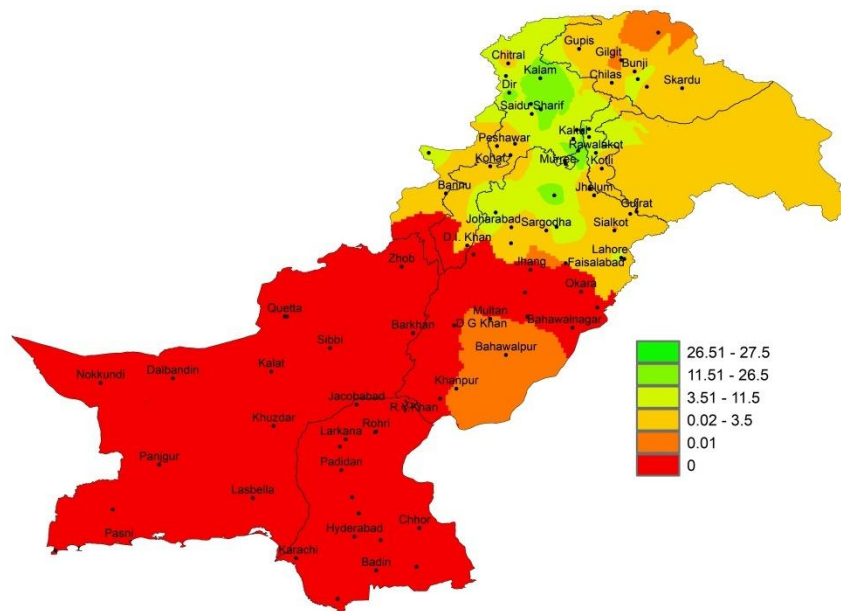 Gupis
Chitral
Gilgit
Kalam
Bunji
Chilas
Skardu
Dir
Saidu Sharif
Kakul
Peshawar
Rawalakot
Kohat
Murree
Kotli
Bannu
Jhelum
Gujrat
Joharabad
Sargodha
Sialkot
D.I. Khan
Lahore
Zhob
Jhang
Faisalabad
Okara
Quetta
Multan
D G Khan
Bahawalnagar
Barkhan
Sibbi
Bahawalpur
Dalbandin
Kalat
Nokkundi
Khanpur
Jacobabad
R.Y.Khan
Khuzdar
Rohri
Larkana
Panjgur
Padidan
Lasbella
Chhor
Pasni
Hyderabad
Karachi
Badin
26.51 - 27.5
11.51 - 26.5
3.51 - 11.5
0.02 - 3.5
0.01
0